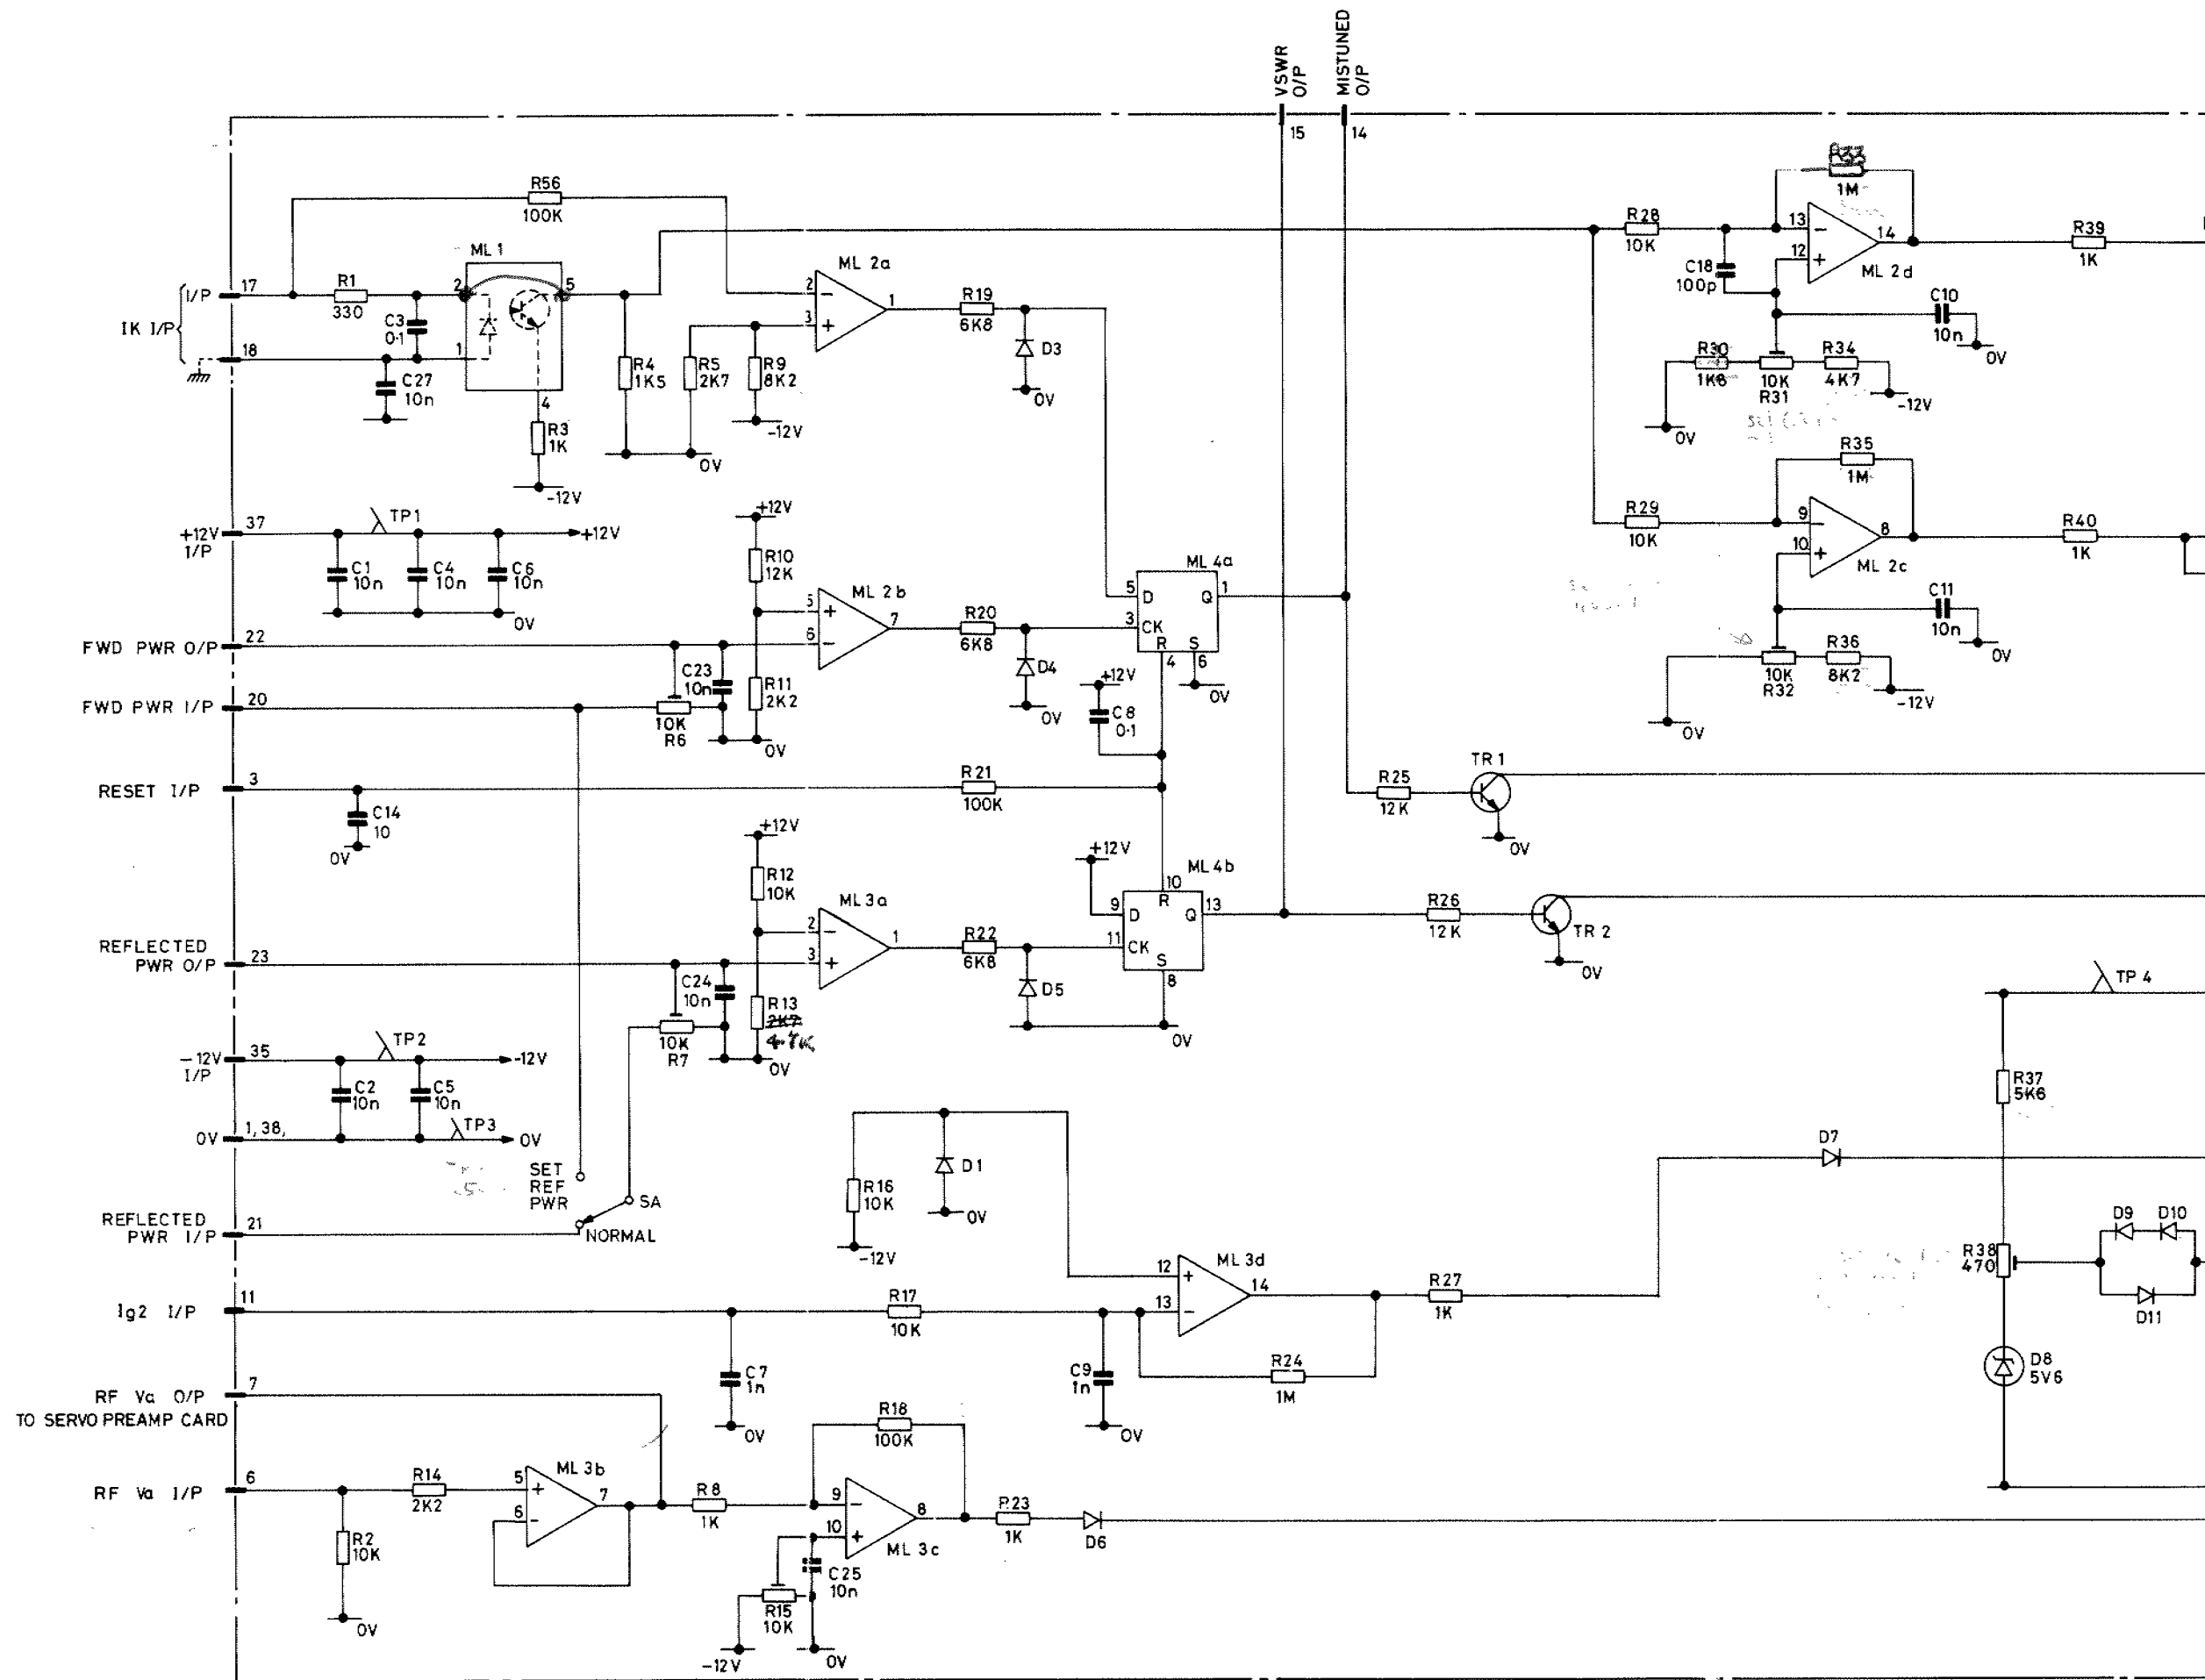 VSWR O/P
MISTUNED O/P
15
14
R56
100K
R33
1M
R28
10K
13
12
14
ML 2d
R39
1K
C18
100p
C10
10n
0V
R30
1K8
10K
R31
R34
4K7
-12V
0V
ML 1
2
5
1
4
I/P
17
IK I/P
18
R1
330
C3
0·1
C27
10n
R3
1K
-12V
R4
1K5
R5
2K7
R9
8K2
-12V
0V
ML 2a
2
3
1
R19
6K8
D3
0V
R35
1M
R29
10K
9
10
8
ML 2c
R40
1K
C11
10n
0V
10K
R32
R36
8K2
-12V
0V
+12V I/P
37
TP1
+12V
C1
10n
C4
10n
C6
10n
0V
+12V
R10
12K
ML 2b
5
6
7
R20
6K8
D4
0V
R11
2K2
0V
C23
10n
10K
R6
FWD PWR O/P
22
FWD PWR I/P
20
ML 4a
5
D
Q
1
3
CK
R
S
4
6
0V
+12V
C8
0·1
RESET I/P
3
C14
10
0V
R21
100K
R25
12K
TR 1
0V
+12V
R12
10K
ML 3a
2
3
1
R22
6K8
D5
R13
2K7
4·7K
0V
C24
10n
10K
R7
REFLECTED PWR O/P
23
+12V
ML 4b
10
R
9
D
Q
13
11
CK
S
8
0V
R26
12K
TR 2
0V
TP 4
-12V I/P
35
TP2
-12V
C2
10n
C5
10n
0V
1, 38,
TP3
0V
SET REF PWR
SA
NORMAL
REFLECTED PWR I/P
21
R16
10K
-12V
D1
0V
R37
5K6
D7
R38
470
D9
D10
D11
D8
5V6
Ig2 I/P
11
R17
10K
C7
1n
0V
C9
1n
0V
12
13
14
ML 3d
R27
1K
R24
1M
RF Va O/P
7
TO SERVO PREAMP CARD
RF Va I/P
6
R14
2K2
R2
10K
0V
5
6
7
ML 3b
R8
1K
R18
100K
9
10
8
ML 3c
R23
1K
D6
C25
10n
R15
10K
-12V
0V